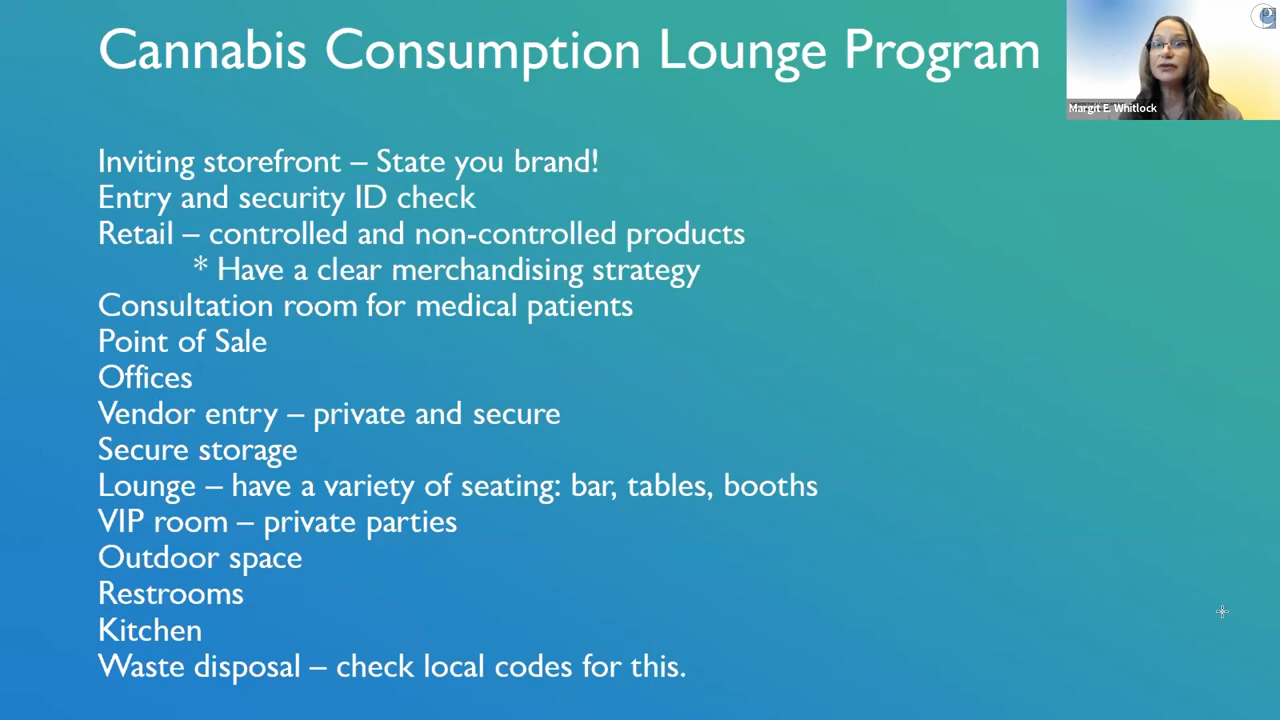 Cannabis Consumption Lounge Program
Margit E. Whitlock
Inviting storefront – State you brand!
Entry and security ID check
Retail – controlled and non-controlled products
* Have a clear merchandising strategy
Consultation room for medical patients
Point of Sale
Offices
Vendor entry – private and secure
Secure storage
Lounge – have a variety of seating: bar, tables, booths
VIP room – private parties
Outdoor space
Restrooms
Kitchen
Waste disposal – check local codes for this.